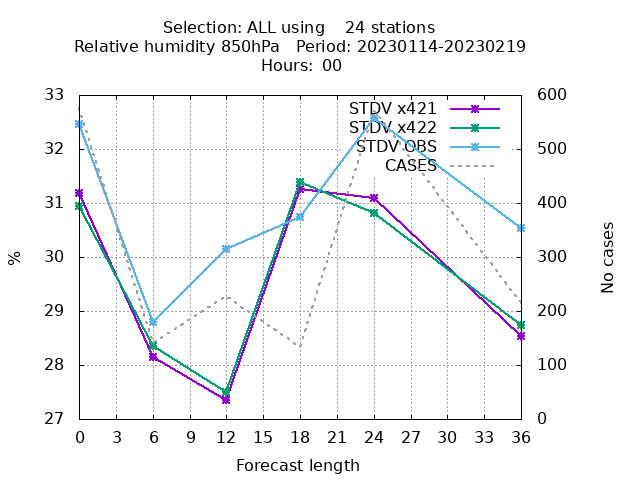 Selection: ALL using    24 stations
Relative humidity 850hPa   Period: 20230114-20230219
Hours: 00
33
32
31
30
29
28
27
%
600
500
400
300
200
100
0
No cases
STDV x421
STDV x422
STDV OBS
CASES
0 3 6 9 12 15 18 21 24 27 30 33 36
Forecast length